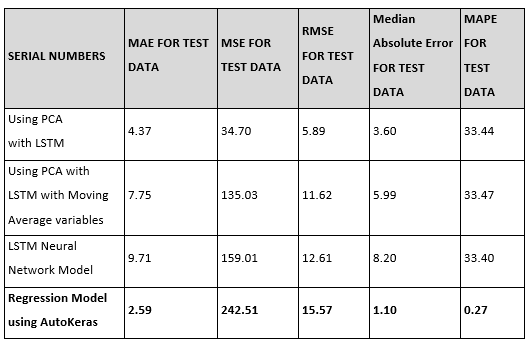 SERIAL NUMBERS
MAE FOR TEST
DATA
MSE FOR
TEST DATA
RMSE
FOR TEST
DATA
Median
Absolute Error
FOR TEST
DATA
MAPE
FOR
TEST
DATA
Using PCA
with LSTM
4.37
34.70
5.89
3.60
33.44
Using PCA with
LSTM with Moving
Average variables
7.75
135.03
11.62
5.99
33.47
LSTM Neural
Network Model
9.71
159.01
12.61
8.20
33.40
Regression Model
using AutoKeras
2.59
242.51
15.57
1.10
0.27